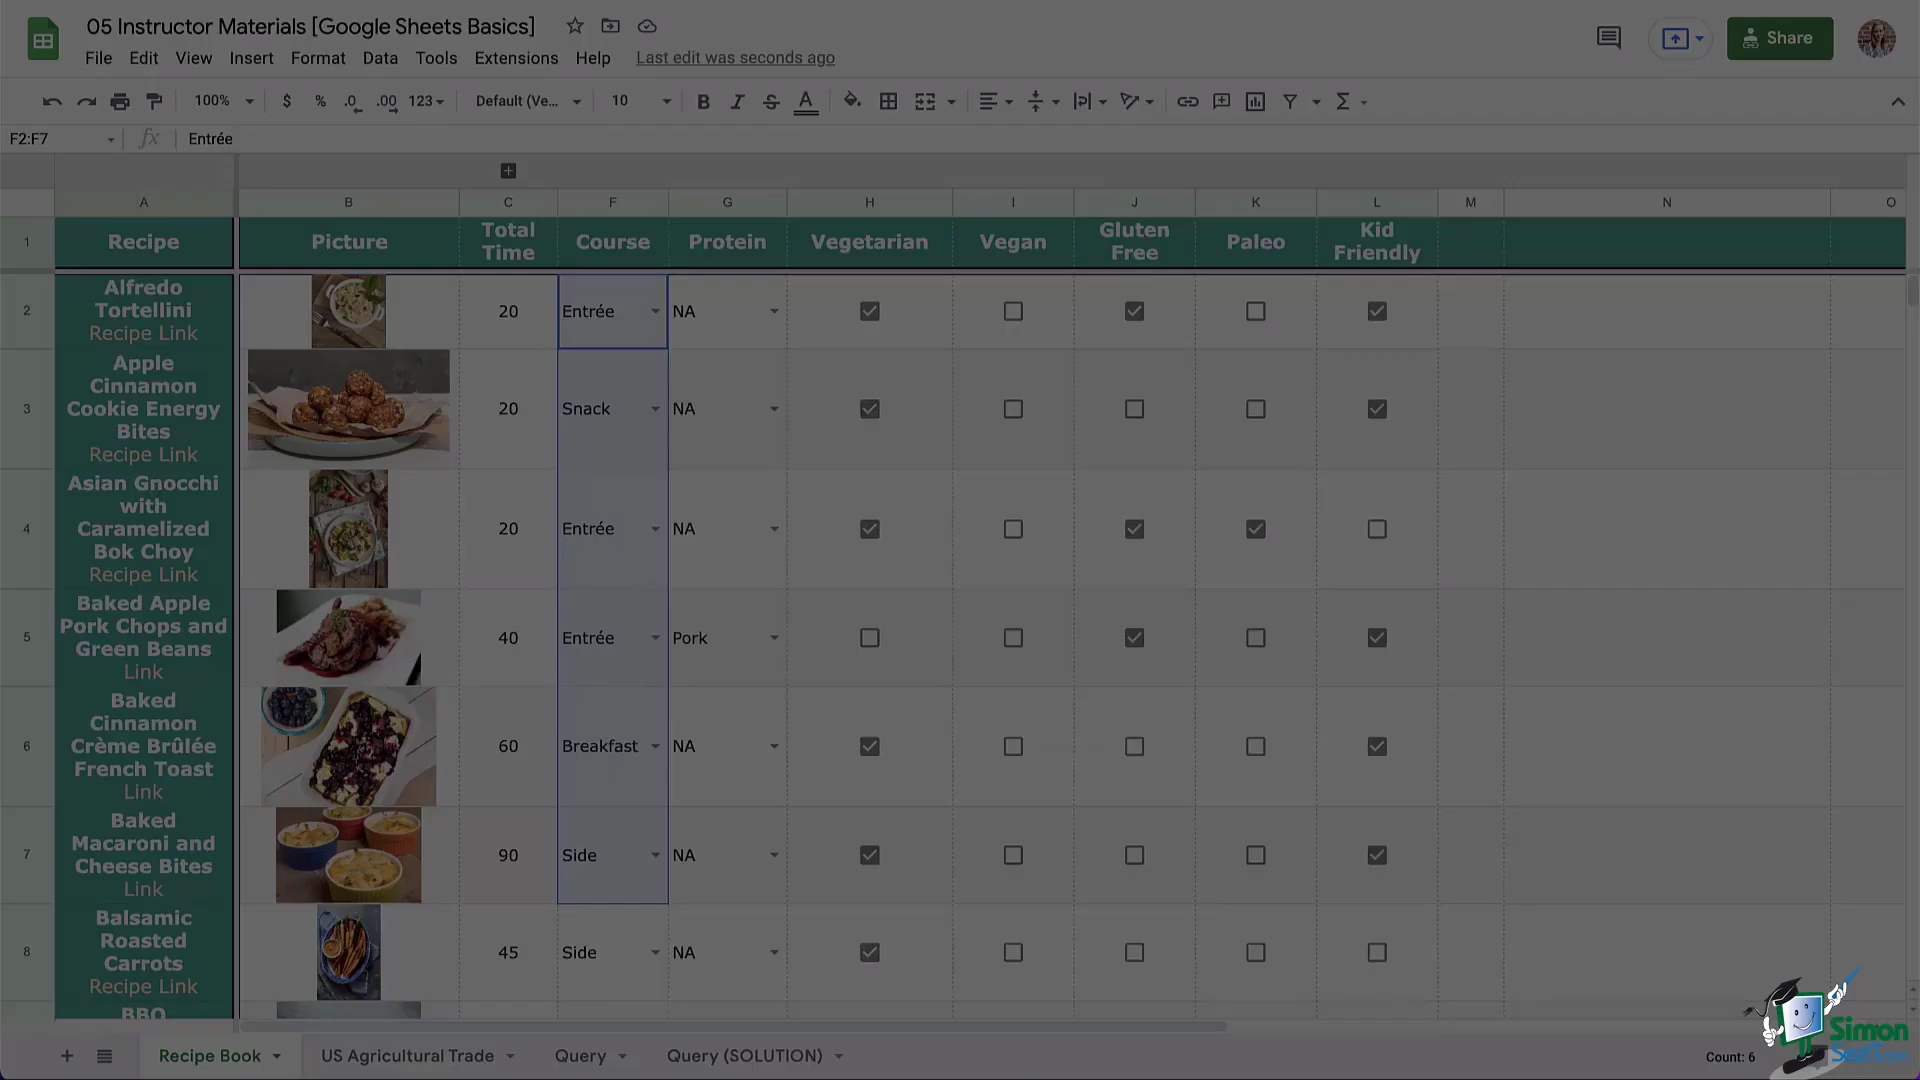 05 Instructor Materials [Google Sheets Basics]
File Edit View Insert Format Data Tools Extensions Help Last edit was seconds ago
Share
100% $ % .0 .00 123 Default (Ve... 10 B I S A Σ
F2:F7 fx Entrée
A B C F G H I J K L M N O
1 Recipe Picture Total Time Course Protein Vegetarian Vegan Gluten Free Paleo Kid Friendly
2 Alfredo Tortellini Recipe Link 20 Entrée NA
3 Apple Cinnamon Cookie Energy Bites Recipe Link 20 Snack NA
4 Asian Gnocchi with Caramelized Bok Choy Recipe Link 20 Entrée NA
5 Baked Apple Pork Chops and Green Beans Link 40 Entrée Pork
6 Baked Cinnamon Crème Brûlée French Toast Link 60 Breakfast NA
7 Baked Macaroni and Cheese Bites Link 90 Side NA
8 Balsamic Roasted Carrots Recipe Link 45 Side NA
BBQ
Recipe Book US Agricultural Trade Query Query (SOLUTION) Count: 6
Simon